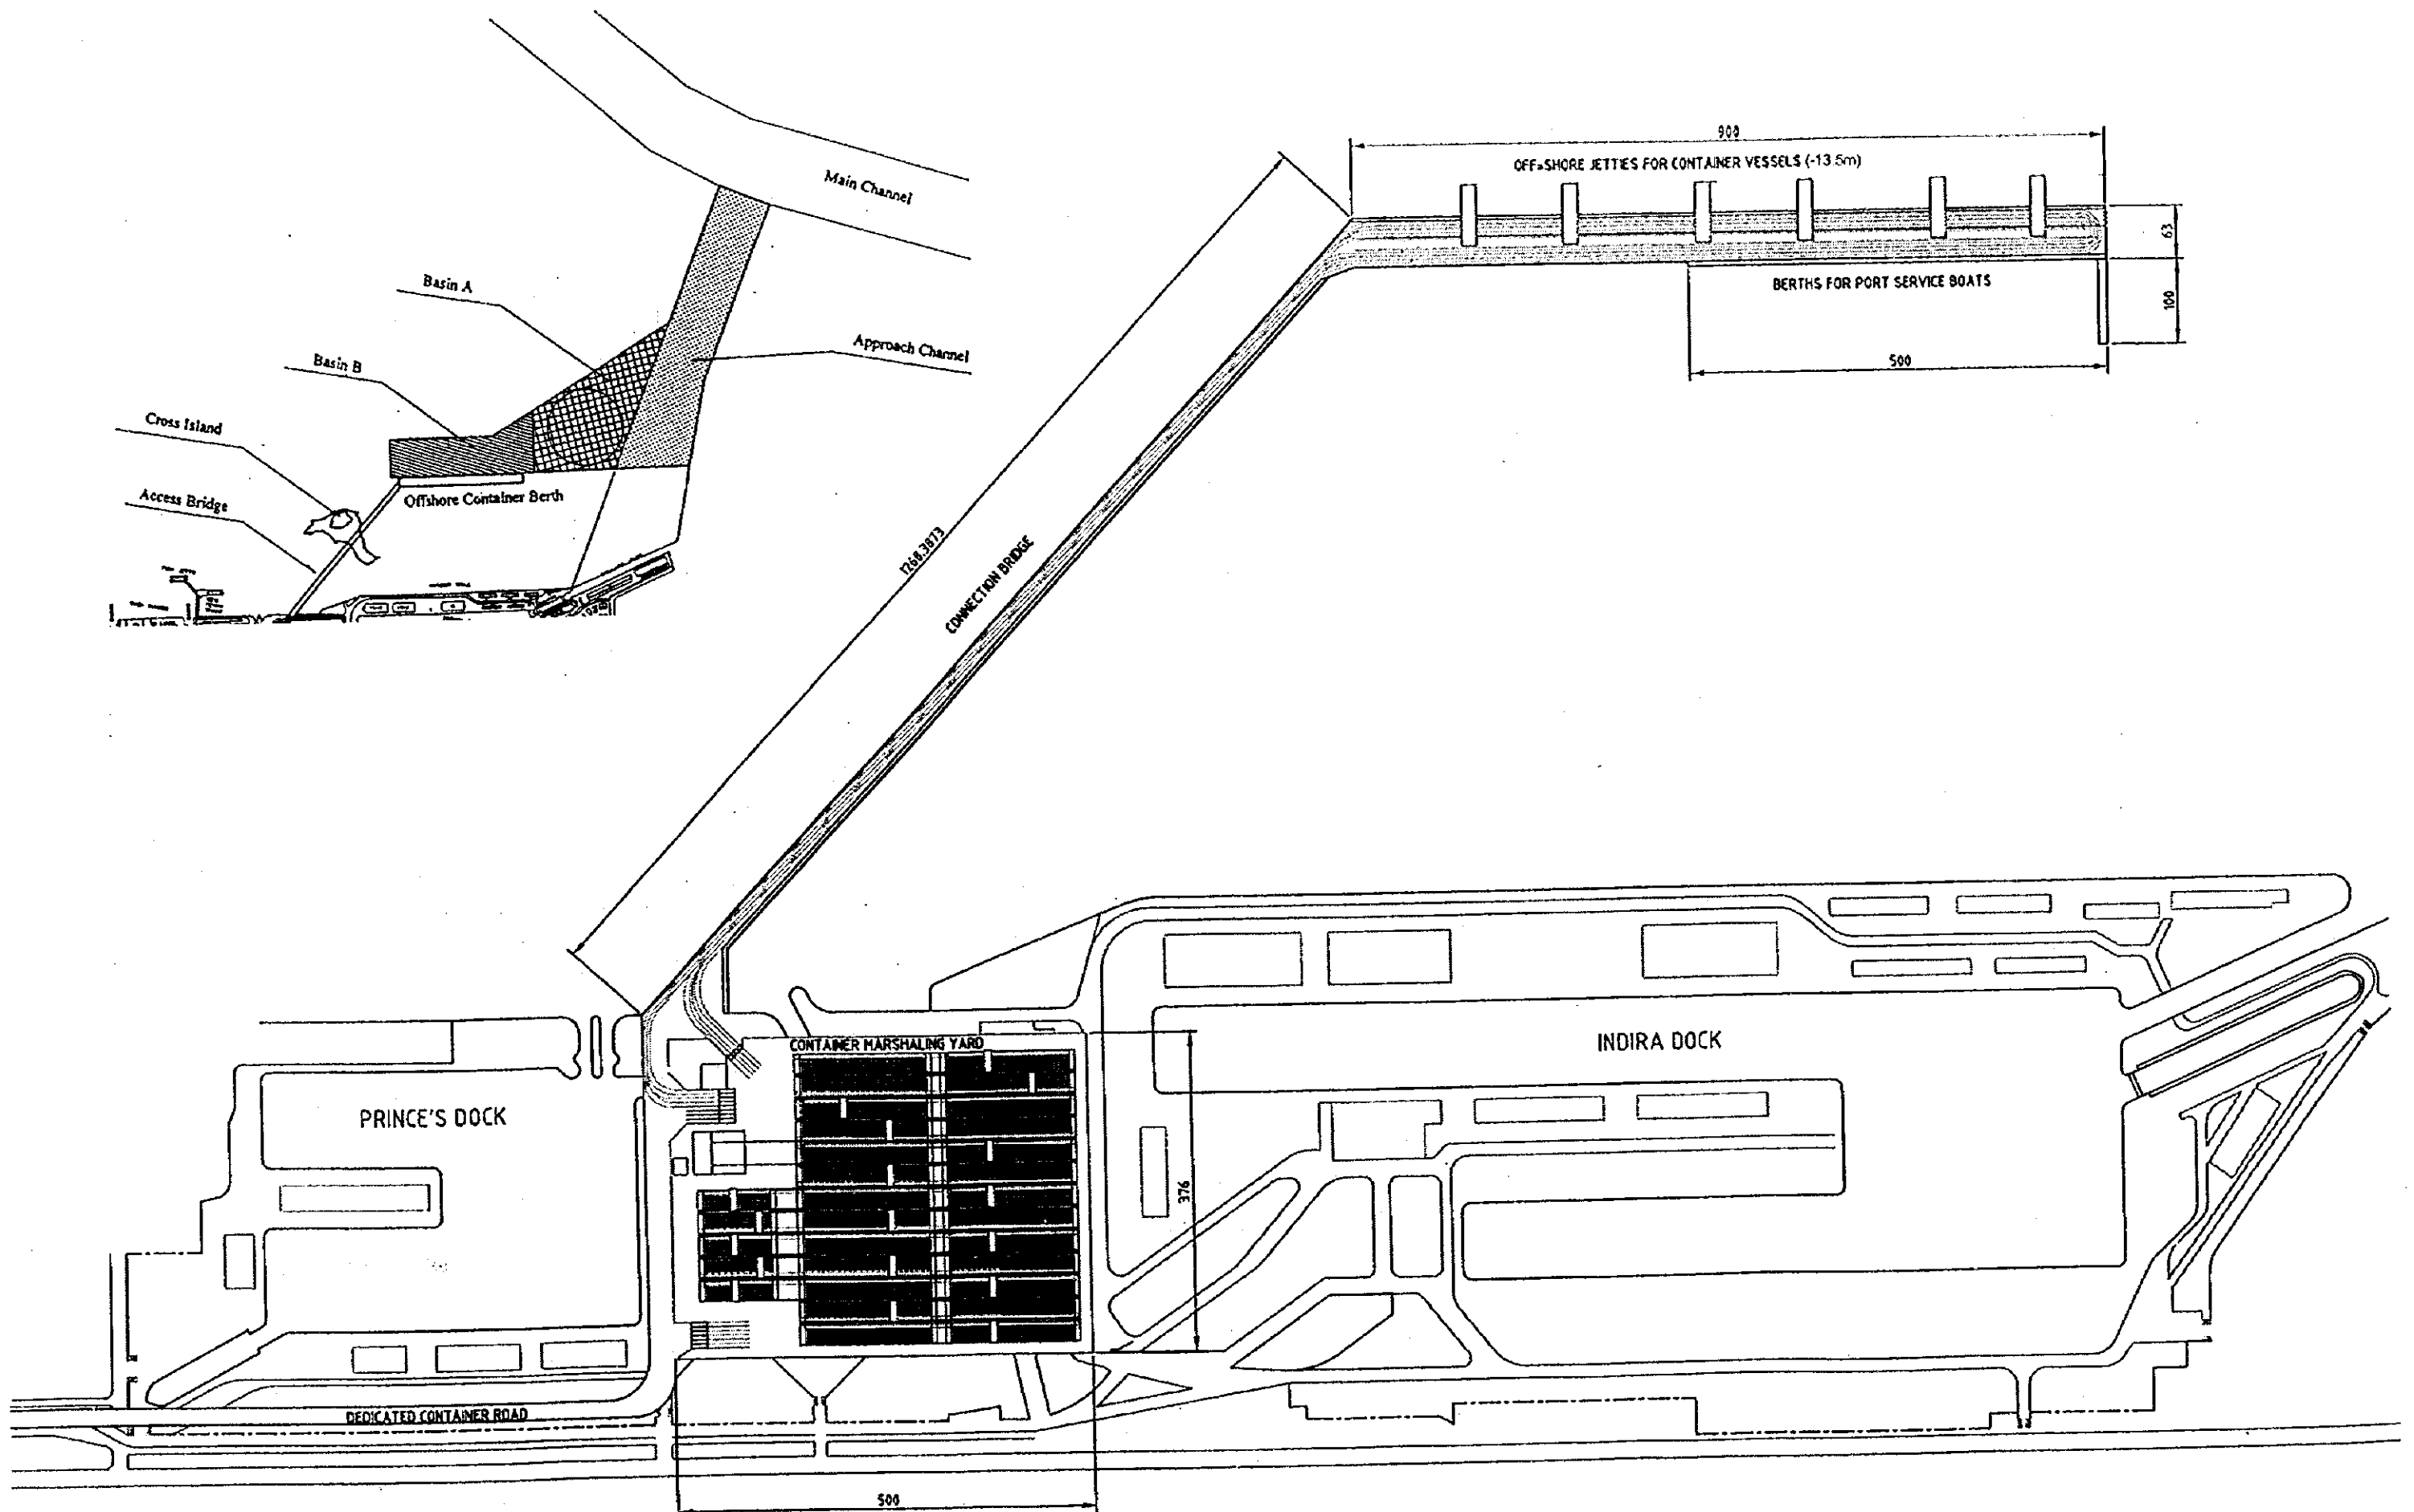 Main Channel
Basin A
Approach Channel
Basin B
Cross Island
Access Bridge
Offshore Container Berth
900
OFF-SHORE JETTIES FOR CONTAINER VESSELS (-13.5m)
63
BERTHS FOR PORT SERVICE BOATS
100
500
1268.3873
CONNECTION BRIDGE
CONTAINER MARSHALING YARD
INDIRA DOCK
PRINCE'S DOCK
376
DEDICATED CONTAINER ROAD
500